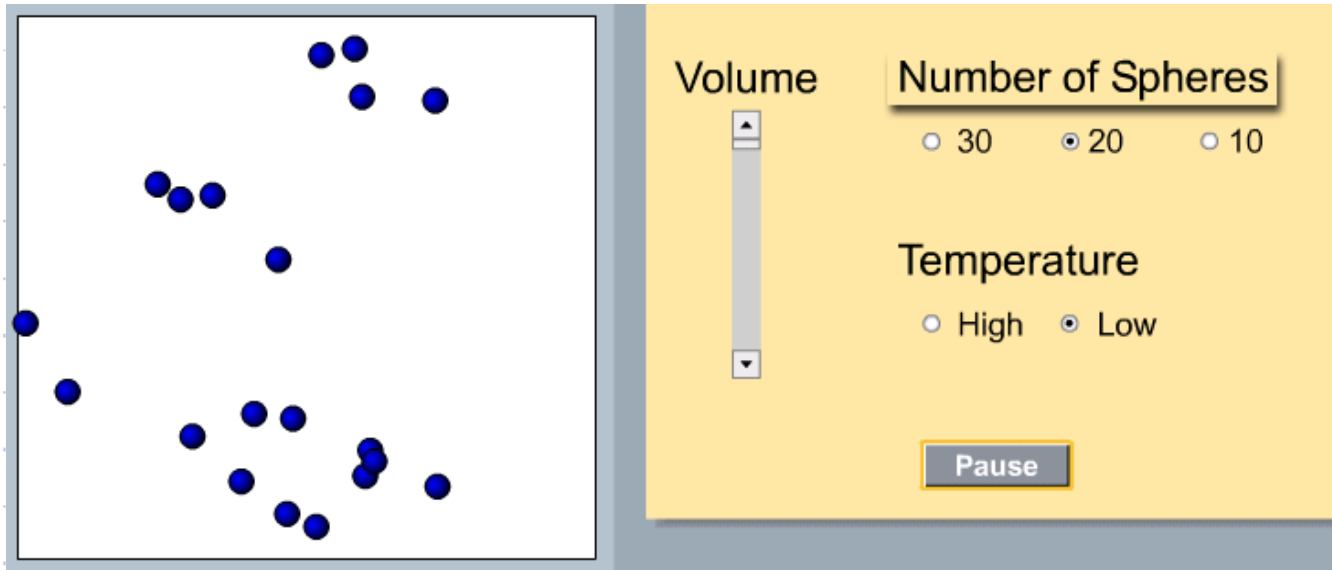 Volume
Number of Spheres
30 20 10
Temperature
High Low
Pause